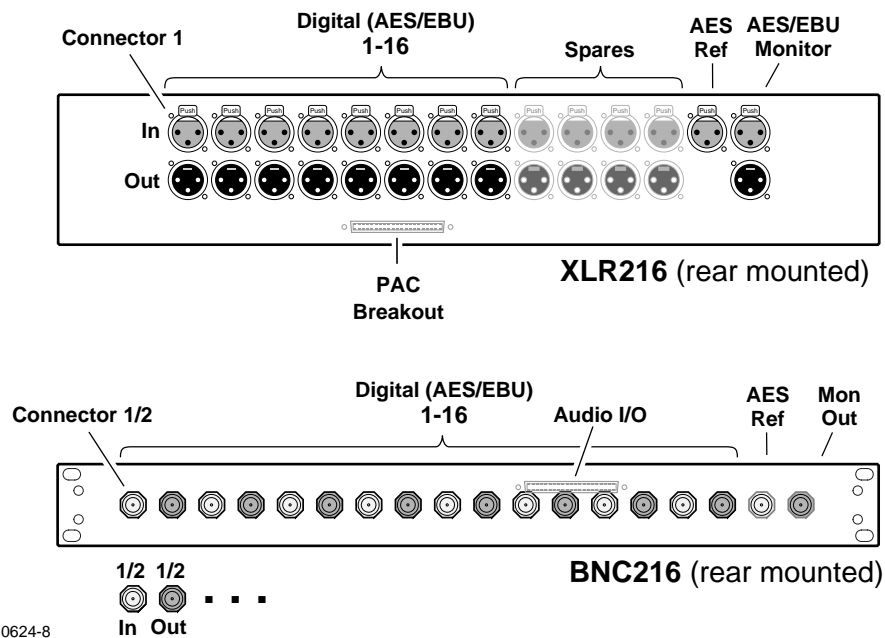 Connector 1
Digital (AES/EBU)
1-16
Spares
AES
Ref
AES/EBU
Monitor
Push Push Push Push Push Push Push Push Push Push Push Push Push Push
In
Out
PAC
Breakout
XLR216 (rear mounted)
Connector 1/2
Digital (AES/EBU)
1-16
Audio I/O
AES
Ref
Mon
Out
1/2 1/2
In Out
BNC216 (rear mounted)
0624-8